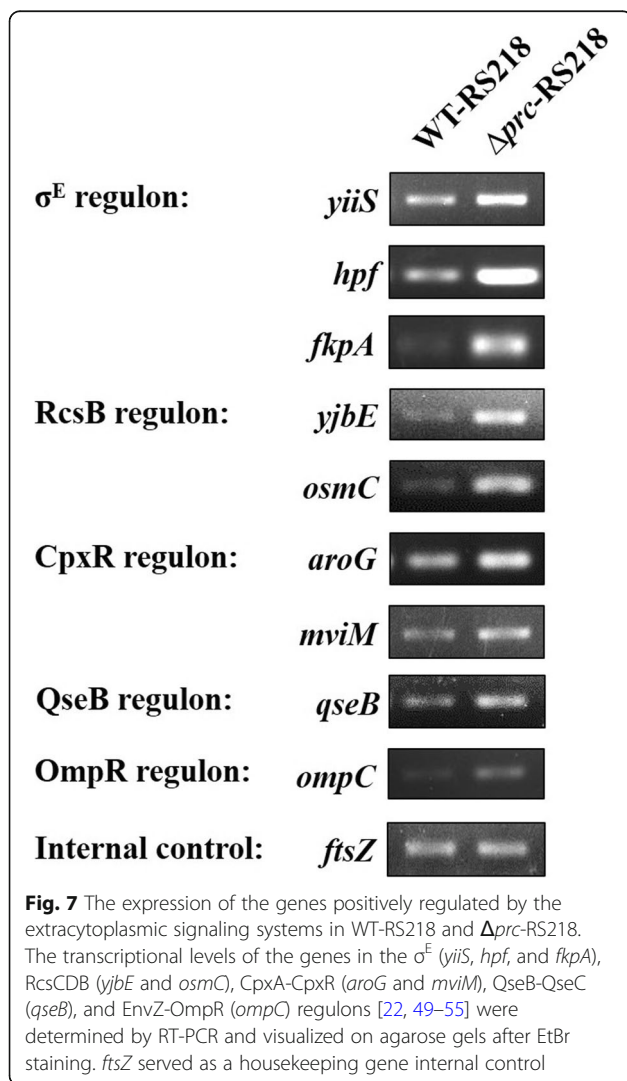 WT-RS218 Δprc-RS218
σᴱ regulon: yiiS
hpf
fkpA
RcsB regulon: yjbE
osmC
CpxR regulon: aroG
mviM
QseB regulon: qseB
OmpR regulon: ompC
Internal control: ftsZ
Fig. 7 The expression of the genes positively regulated by the
extracytoplasmic signaling systems in WT-RS218 and Δprc-RS218.
The transcriptional levels of the genes in the σᴱ (yiiS, hpf, and fkpA),
RcsCDB (yjbE and osmC), CpxA-CpxR (aroG and mviM), QseB-QseC
(qseB), and EnvZ-OmpR (ompC) regulons [22, 49–55] were
determined by RT-PCR and visualized on agarose gels after EtBr
staining. ftsZ served as a housekeeping gene internal control